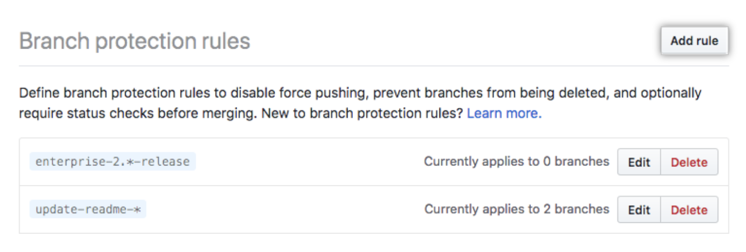 Branch protection rules
Add rule
Define branch protection rules to disable force pushing, prevent branches from being deleted, and optionally
require status checks before merging. New to branch protection rules? Learn more.
enterprise-2.*-release Currently applies to 0 branches Edit Delete
update-readme-* Currently applies to 2 branches Edit Delete